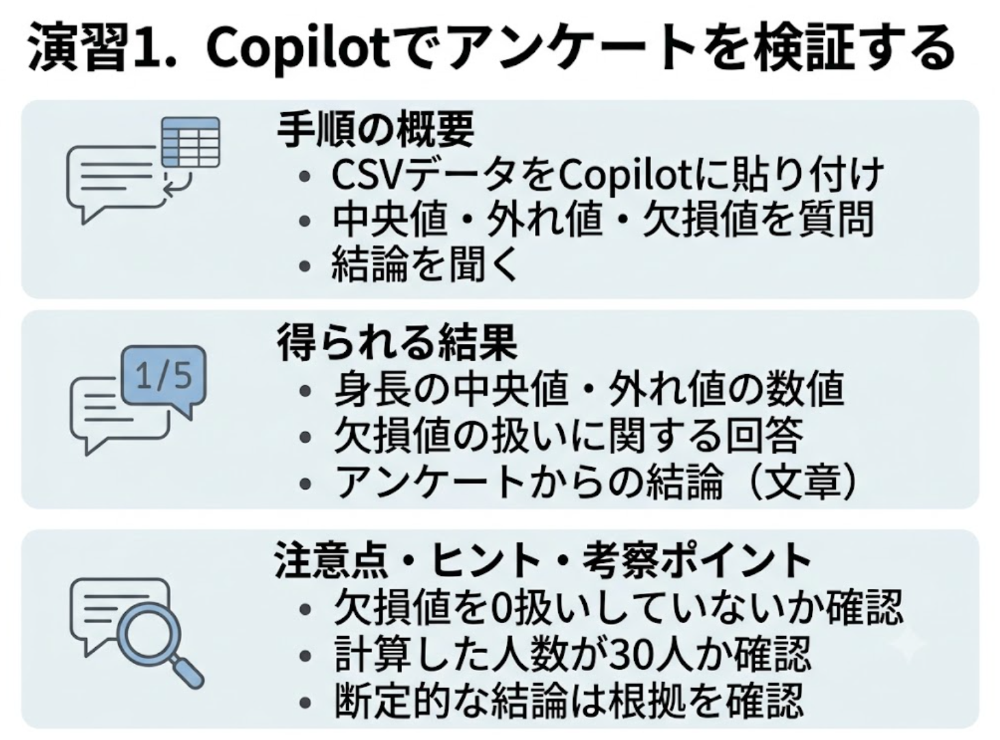 演習1. Copilotでアンケートを検証する
手順の概要
• CSVデータをCopilotに貼り付け
• 中央値・外れ値・欠損値を質問
• 結論を聞く
1/5
得られる結果
• 身長の中央値・外れ値の数値
• 欠損値の扱いに関する回答
• アンケートからの結論（文章）
注意点・ヒント・考察ポイント
• 欠損値を0扱いしていないか確認
• 計算した人数が30人か確認
• 断定的な結論は根拠を確認